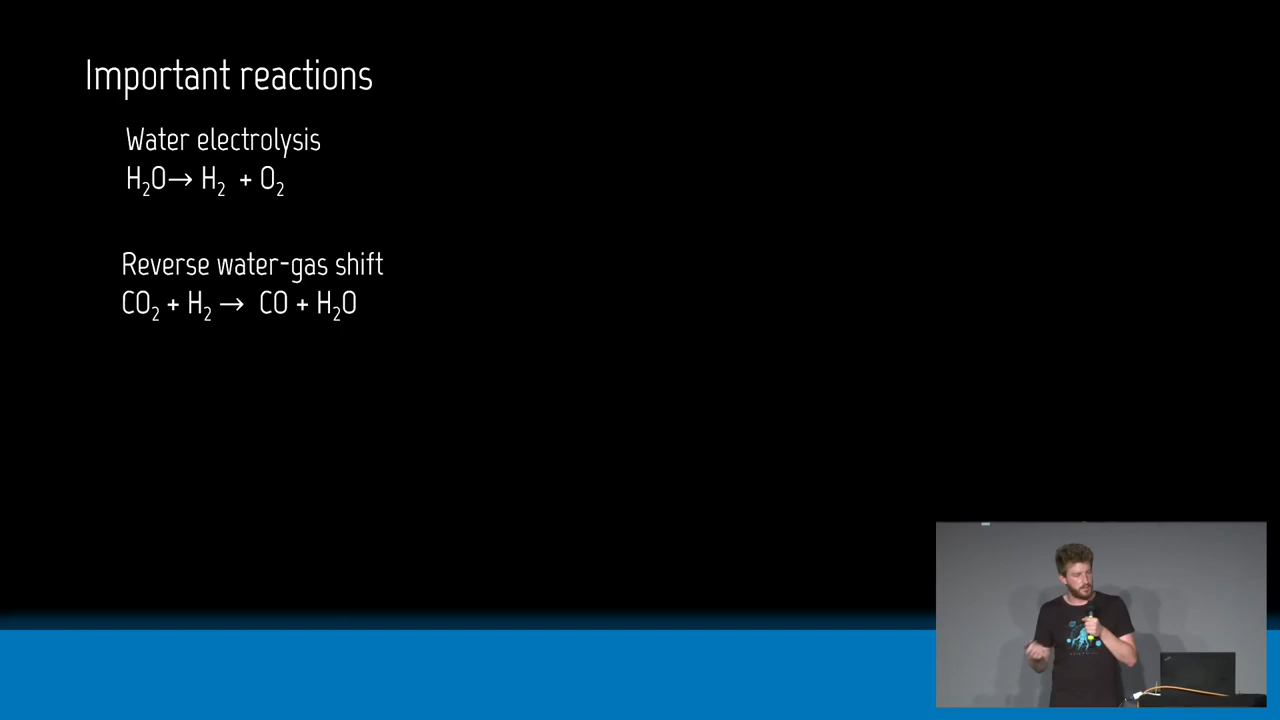 Important reactions
Water electrolysis
H₂O→ H₂ + O₂
Reverse water-gas shift
CO₂ + H₂ → CO + H₂O